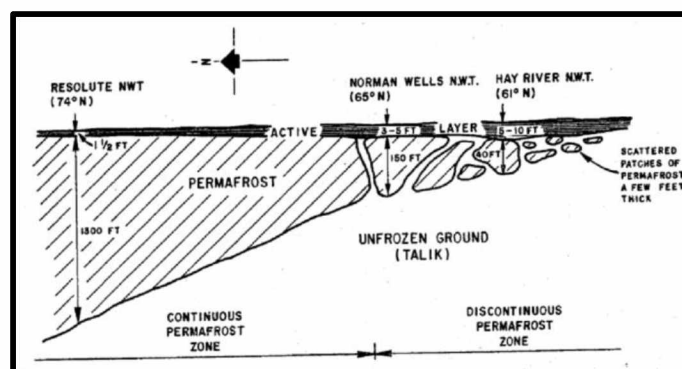 N
RESOLUTE NWT
(74°N)
NORMAN WELLS N.W.T.
(65°N)
HAY RIVER N.W.T.
(61°N)
ACTIVE
3-5 FT
LAYER
5-10 FT
1 1/2 FT
PERMAFROST
150 FT
40 FT
SCATTERED
PATCHES OF
PERMAFROST
A FEW FEET
THICK
1300 FT
UNFROZEN GROUND
(TALIK)
CONTINUOUS
PERMAFROST
ZONE
DISCONTINUOUS
PERMAFROST
ZONE